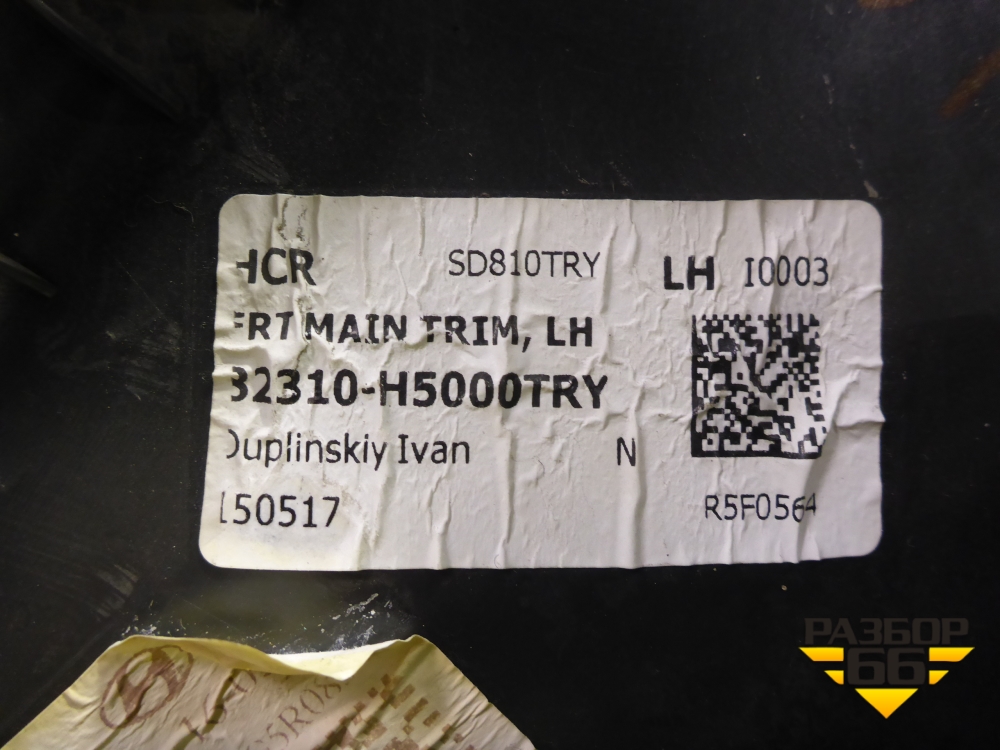 HCR SD810TRY LH I0003
FRT MAIN TRIM, LH
82310-H5000TRY
Duplinskiy Ivan N
150517
R5F0564
РАЗБОР
66